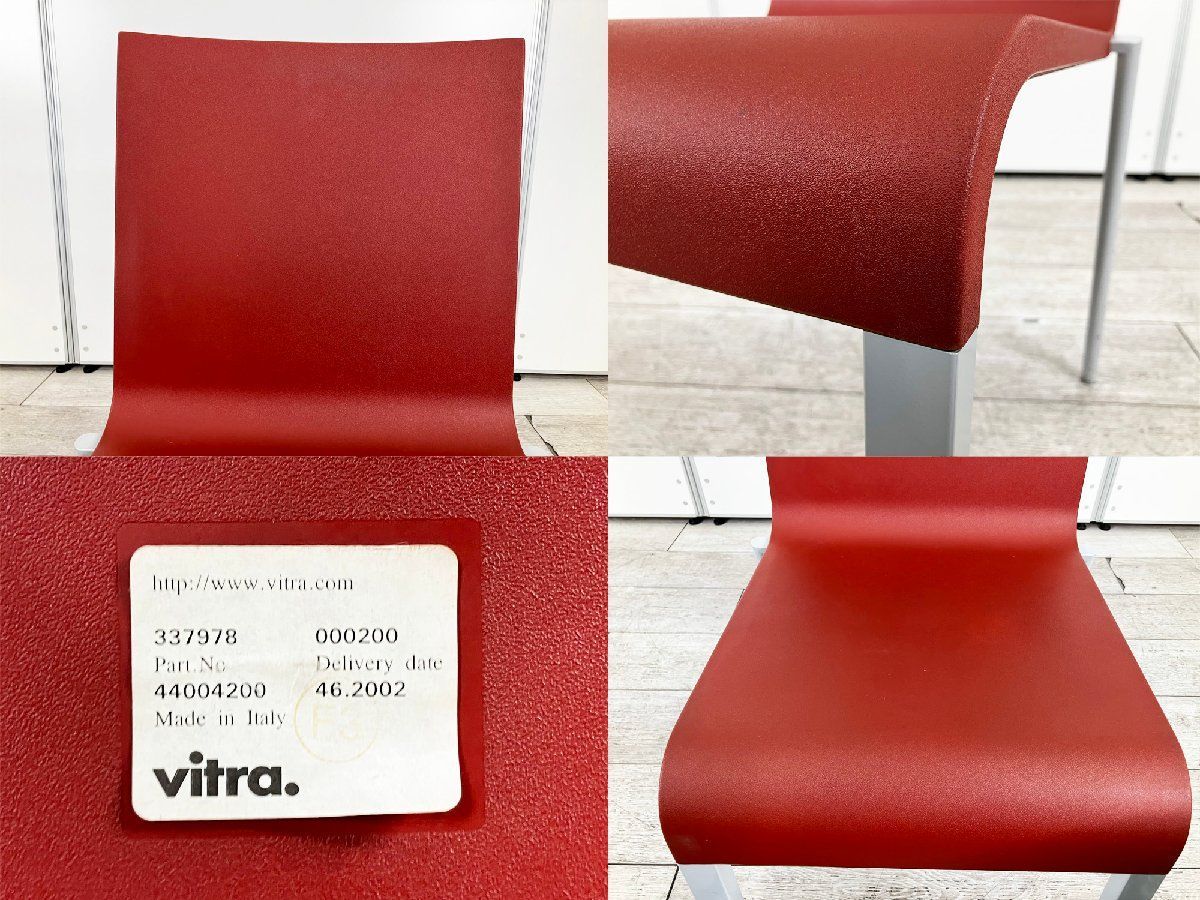 http://www.vitra.com
337978 000200
Part.No Delivery date
44004200 46.2002
Made in Italy
F3
vitra.